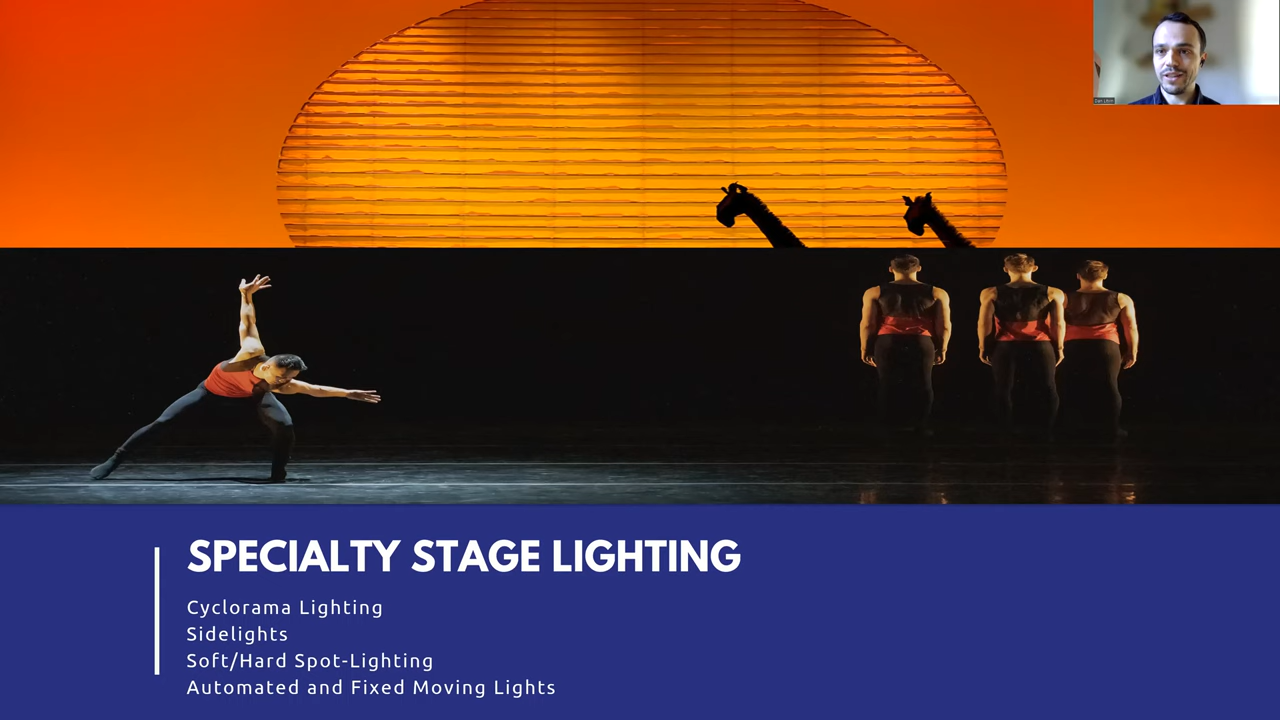 SPECIALTY STAGE LIGHTING
Cyclorama Lighting
Sidelights
Soft/Hard Spot-Lighting
Automated and Fixed Moving Lights